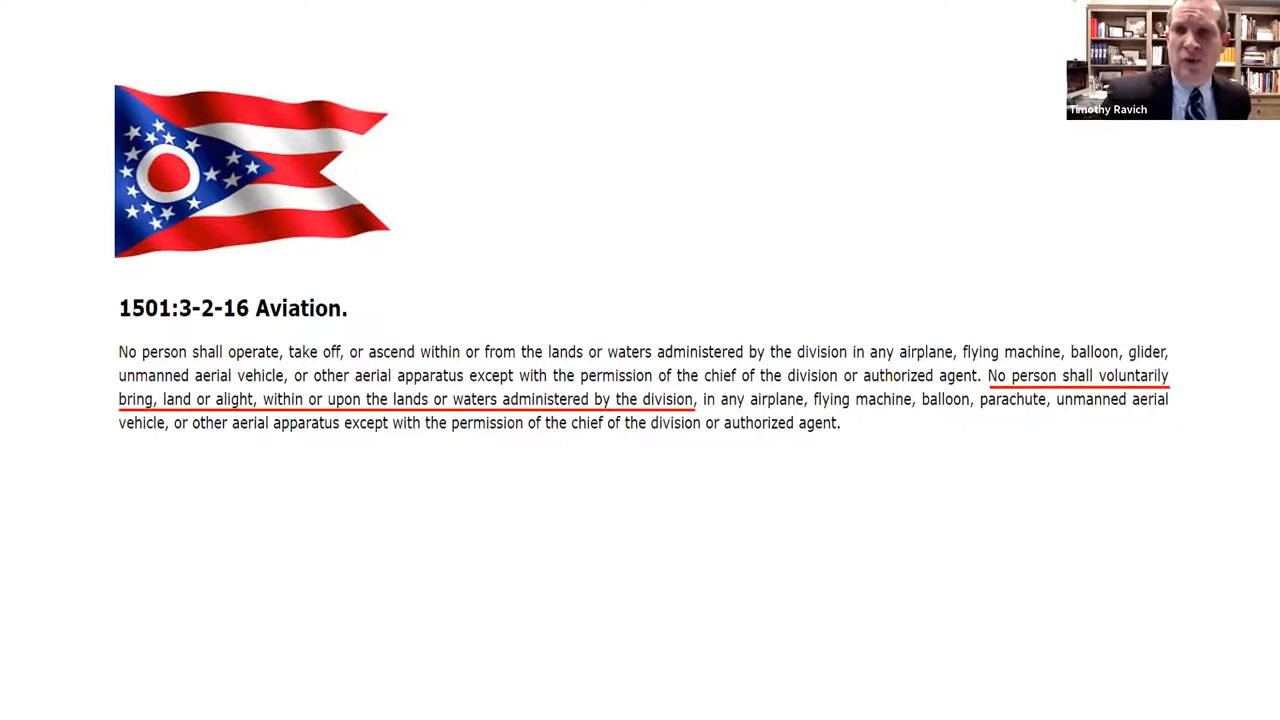 Timothy Ravich
1501:3-2-16 Aviation.
No person shall operate, take off, or ascend within or from the lands or waters administered by the division in any airplane, flying machine, balloon, glider,
unmanned aerial vehicle, or other aerial apparatus except with the permission of the chief of the division or authorized agent. No person shall voluntarily
bring, land or alight, within or upon the lands or waters administered by the division, in any airplane, flying machine, balloon, parachute, unmanned aerial
vehicle, or other aerial apparatus except with the permission of the chief of the division or authorized agent.